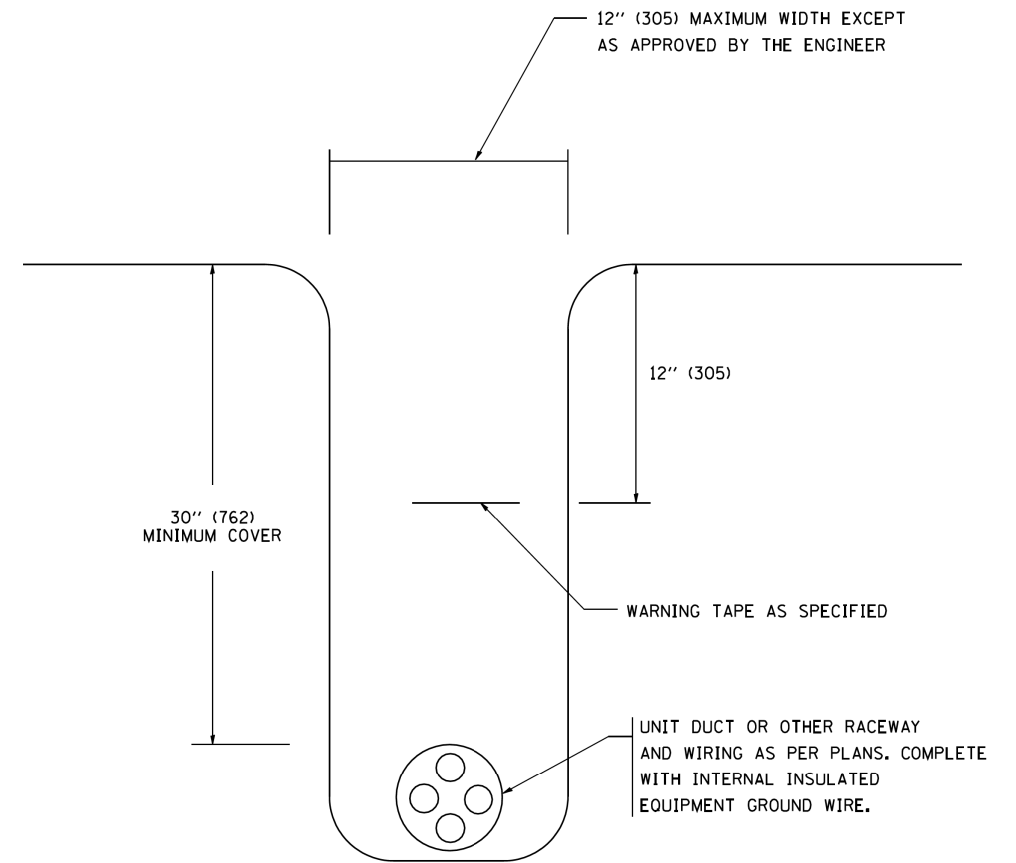 12'' (305) MAXIMUM WIDTH EXCEPT
AS APPROVED BY THE ENGINEER
12'' (305)
30'' (762)
MINIMUM COVER
WARNING TAPE AS SPECIFIED
UNIT DUCT OR OTHER RACEWAY
AND WIRING AS PER PLANS. COMPLETE
WITH INTERNAL INSULATED
EQUIPMENT GROUND WIRE.